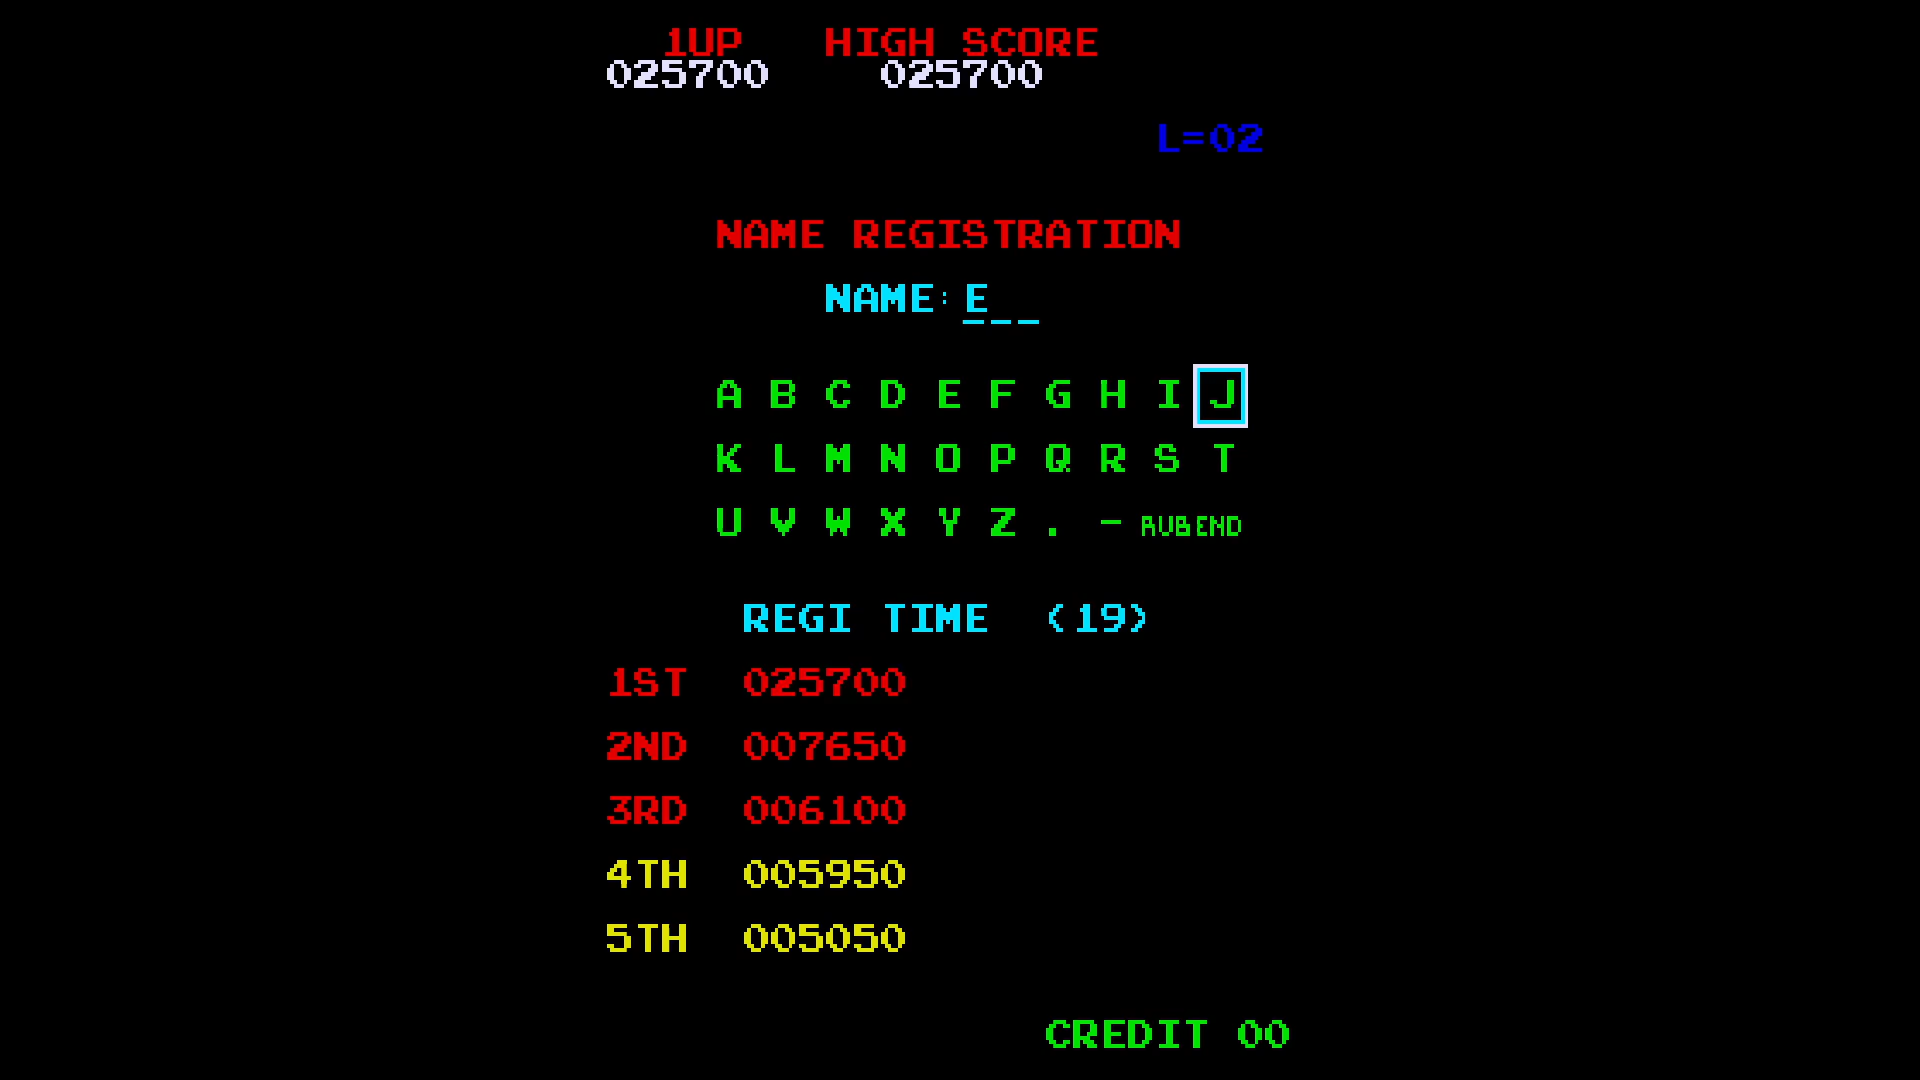 1UP HIGH SCORE
025700 025700
L=02
NAME REGISTRATION
NAME:E__
A B C D E F G H I J
K L M N O P Q R S T
U V W X Y Z . - RUB END
REGI TIME (19)
1ST 025700
2ND 007650
3RD 006100
4TH 005950
5TH 005050
CREDIT 00